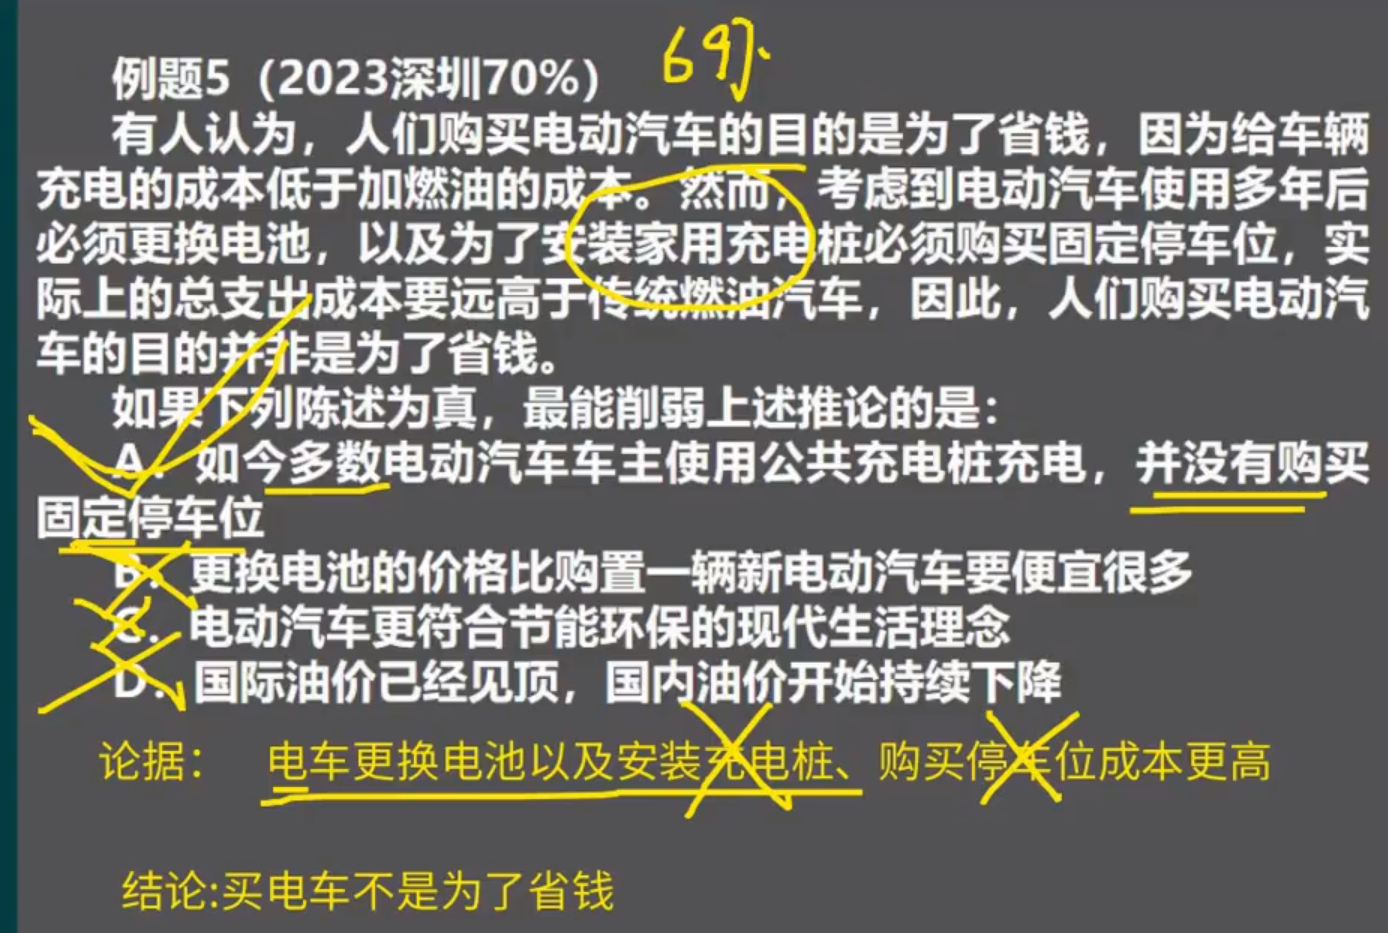 例题5（2023深圳70%）
有人认为，人们购买电动汽车的目的是为了省钱，因为给车辆
充电的成本低于加燃油的成本。然而，考虑到电动汽车使用多年后
必须更换电池，以及为了安装家用充电桩必须购买固定停车位，实
际上的总支出成本要远高于传统燃油汽车，因此，人们购买电动汽
车的目的并非是为了省钱。
如果下列陈述为真，最能削弱上述推论的是：
A．如今多数电动汽车车主使用公共充电桩充电，并没有购买
固定停车位
B．更换电池的价格比购置一辆新电动汽车要便宜很多
C．电动汽车更符合节能环保的现代生活理念
D．国际油价已经见顶，国内油价开始持续下降
论据： 电车更换电池以及安装充电桩、购买停车位成本更高
结论:买电车不是为了省钱